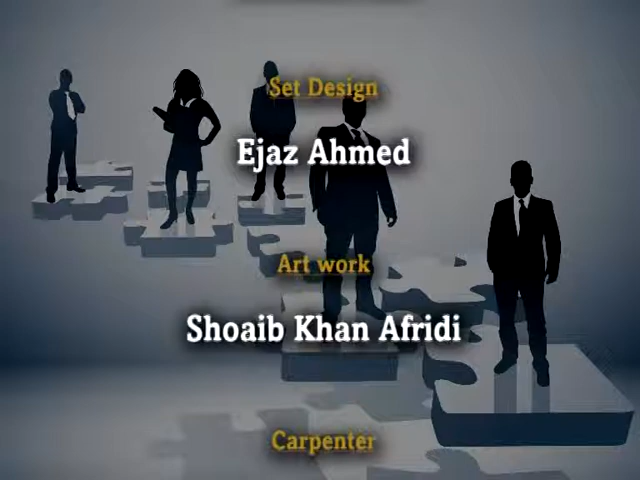 Set Design
Ejaz Ahmed
Art work
Shoaib Khan Afridi
Carpenter